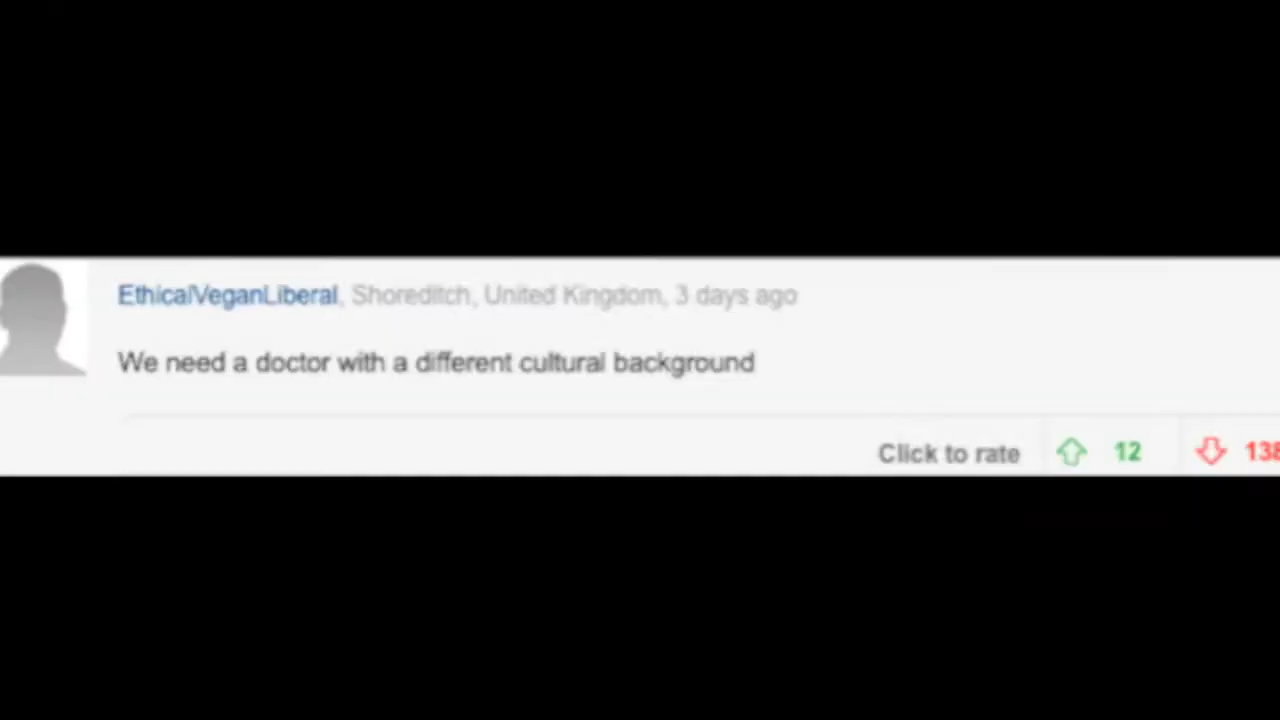 EthicalVeganLiberal, Shoreditch, United Kingdom, 3 days ago
We need a doctor with a different cultural background
Click to rate 12 138